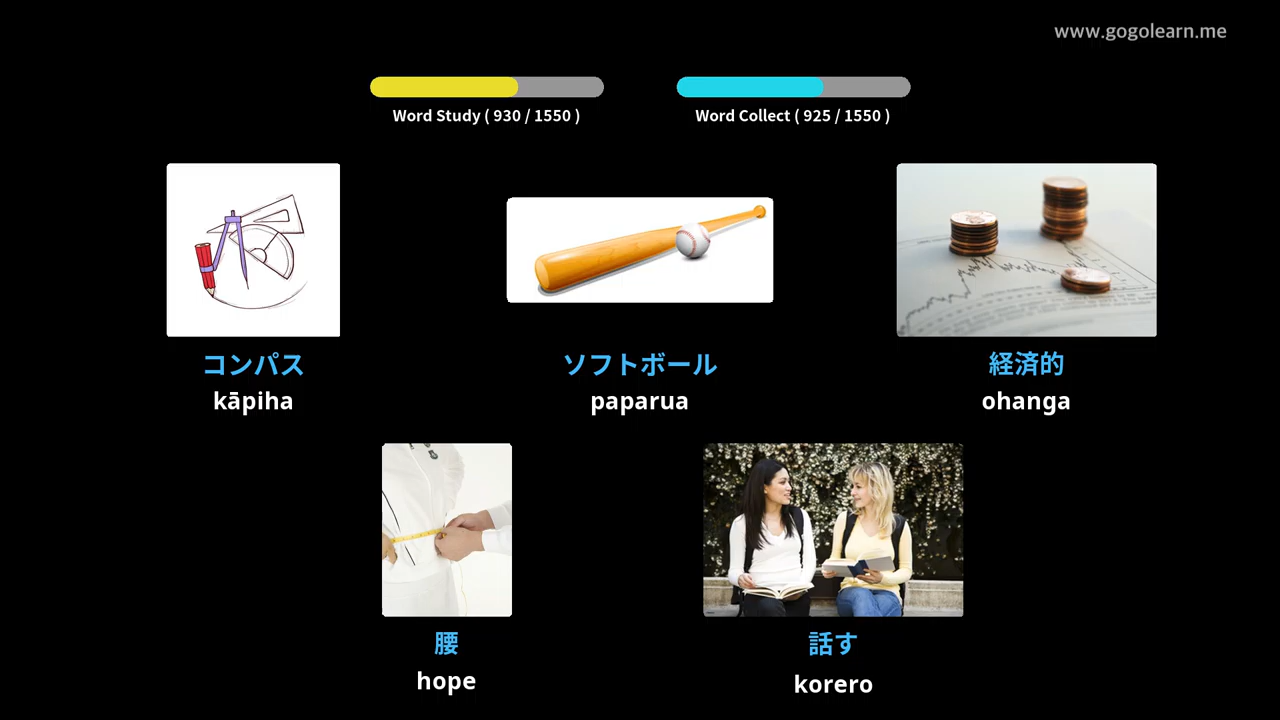 www.gogolearn.me
Word Study ( 930 / 1550 )
Word Collect ( 925 / 1550 )
コンパス
kāpiha
ソフトボール
paparua
経済的
ohanga
腰
hope
話す
korero